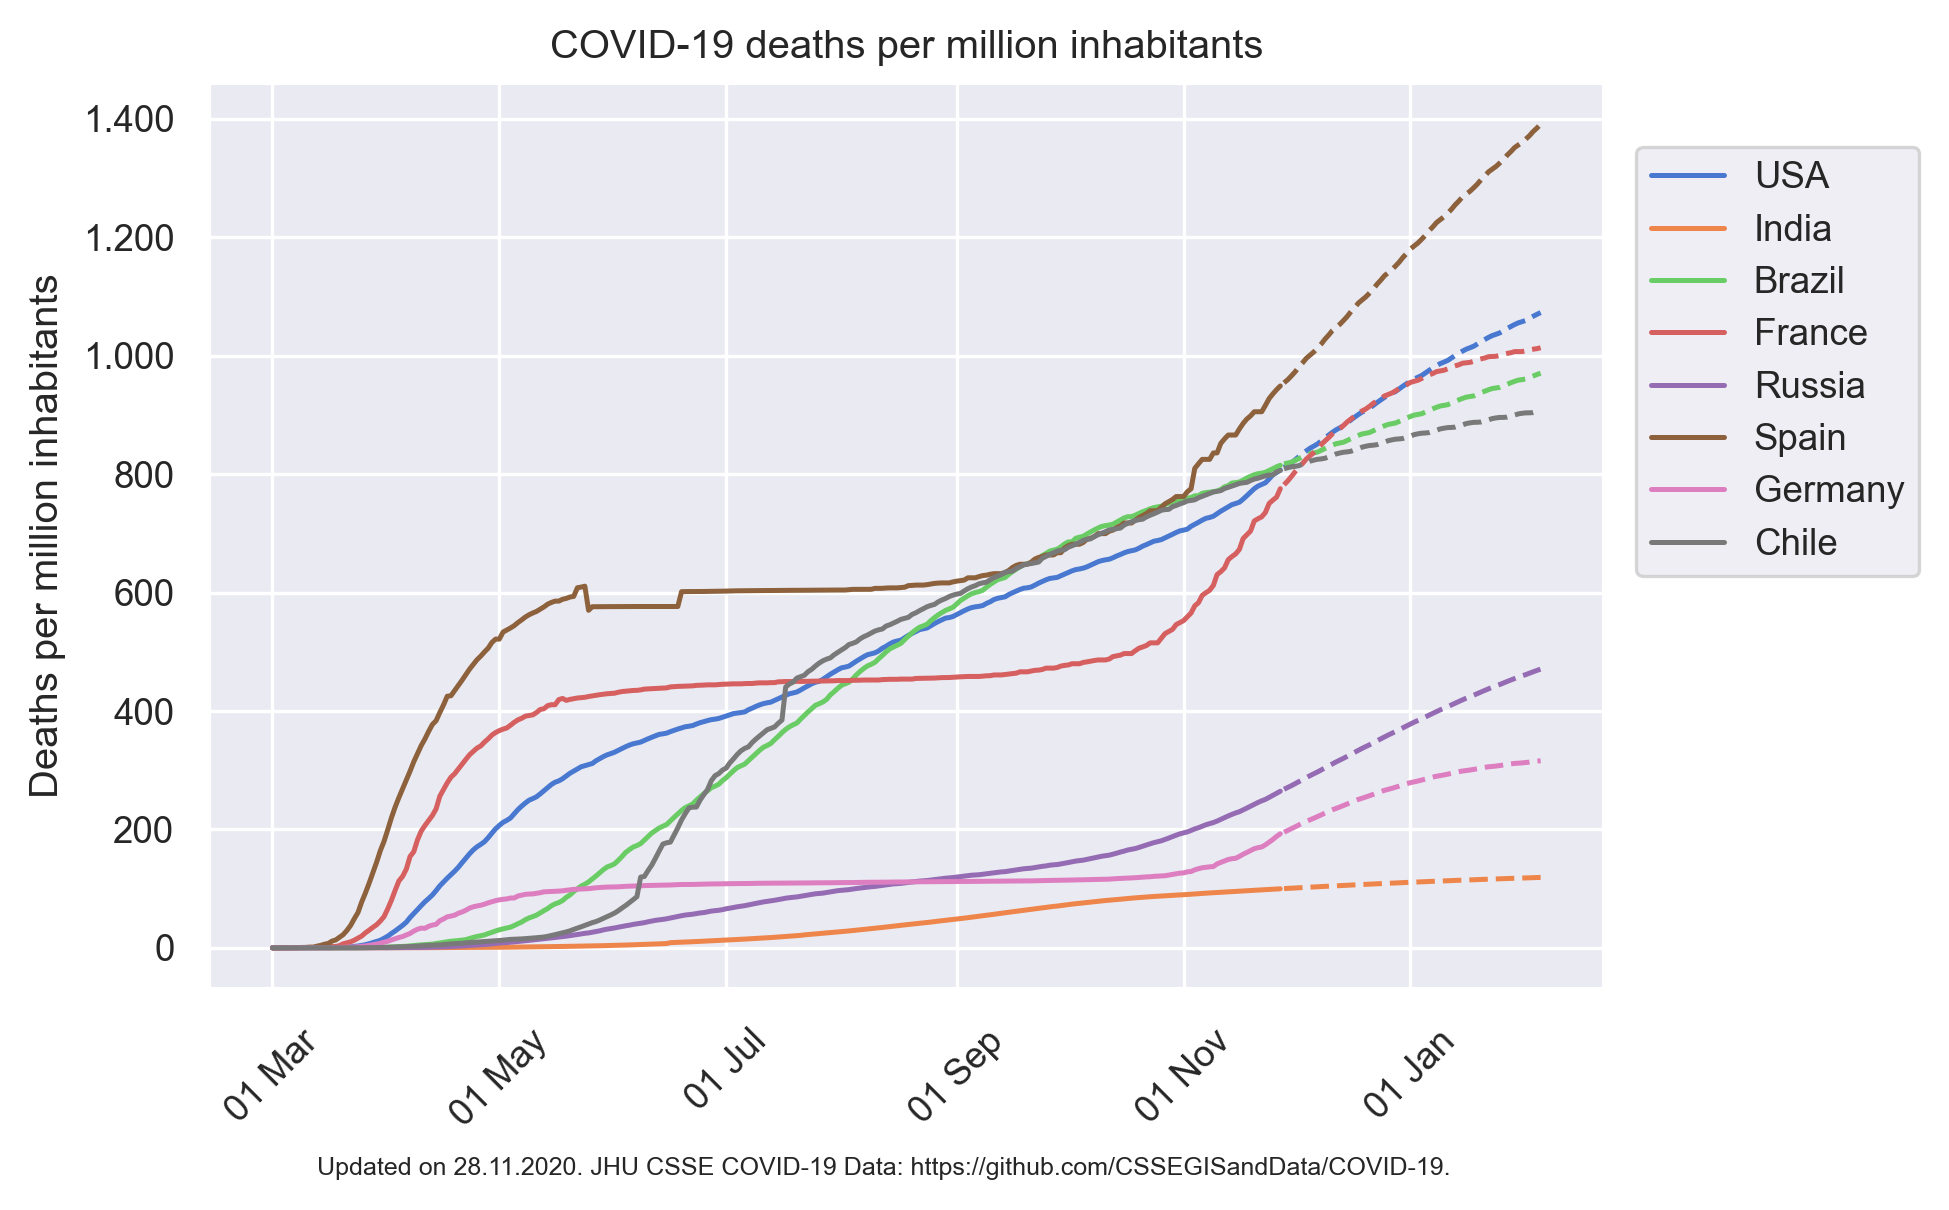 COVID-19 deaths per million inhabitants
Deaths per million inhabitants
1.400
1.200
1.000
800
600
400
200
0
01 Mar
01 May
01 Jul
01 Sep
01 Nov
01 Jan
USA
India
Brazil
France
Russia
Spain
Germany
Chile
Updated on 28.11.2020. JHU CSSE COVID-19 Data: https://github.com/CSSEGISandData/COVID-19.